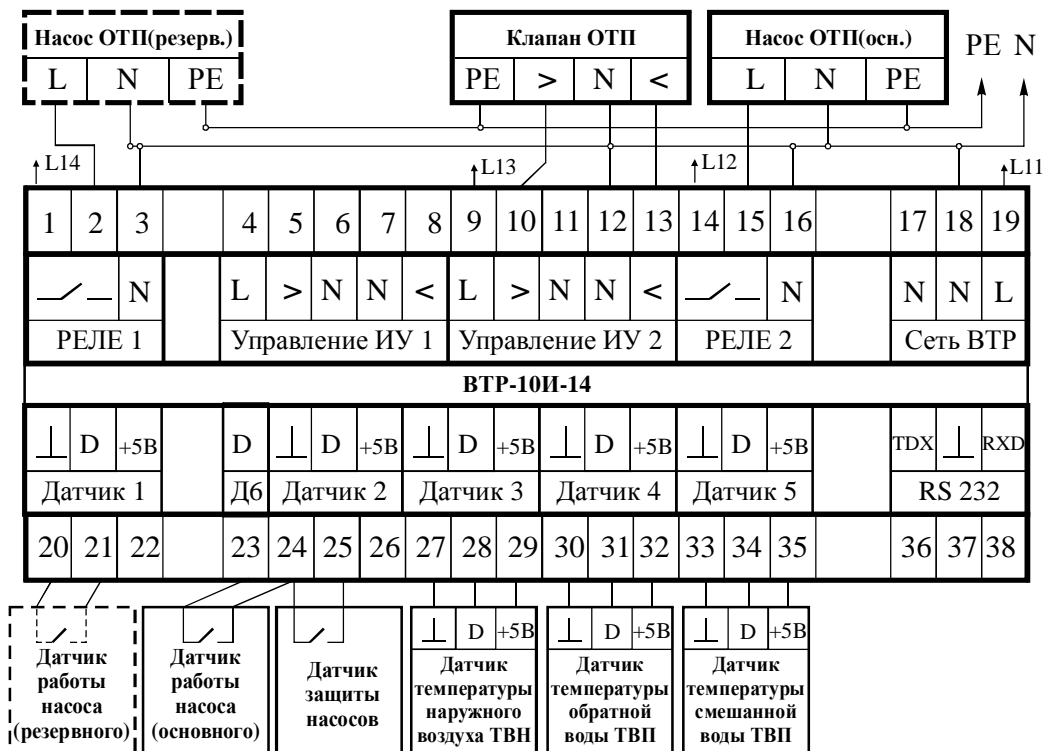 Насос ОТП(резерв.) Клапан ОТП Насос ОТП(осн.) PE N
L N PE PE > N < L N PE
L14 L13 L12 L11
1 2 3 4 5 6 7 8 9 10 11 12 13 14 15 16 17 18 19
N L > N N < L > N N < N N N L
РЕЛЕ 1 Управление ИУ 1 Управление ИУ 2 РЕЛЕ 2 Сеть ВТР
ВТР-10И-14
D +5В D D +5В D +5В D +5В D +5В TDX RXD
Датчик 1 Д6 Датчик 2 Датчик 3 Датчик 4 Датчик 5 RS 232
20 21 22 23 24 25 26 27 28 29 30 31 32 33 34 35 36 37 38
D +5В D +5В D +5В
Датчик
работы
насоса
(резервного)
Датчик
работы
насоса
(основного)
Датчик
защиты
насосов
Датчик
температуры
наружного
воздуха ТВН
Датчик
температуры
обратной
воды ТВП
Датчик
температуры
смешанной
воды ТВП